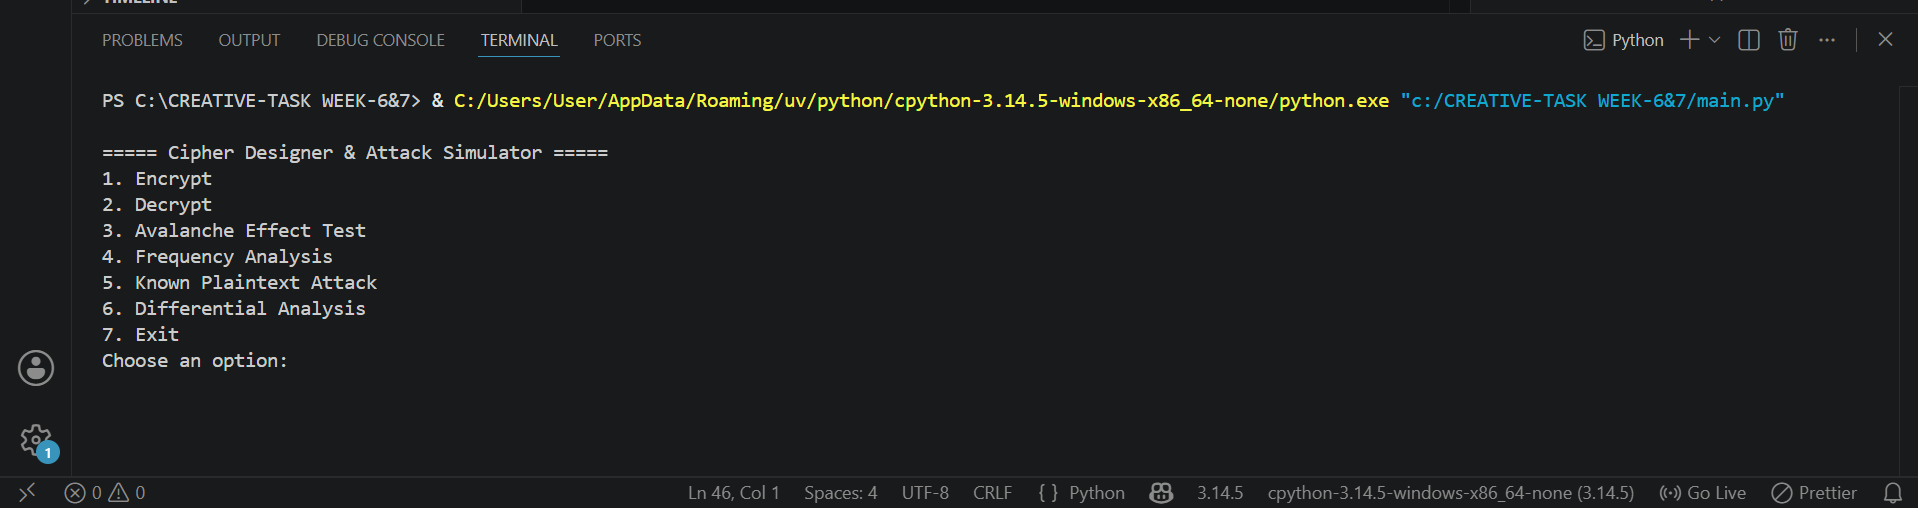 TIMELINE
PROBLEMS OUTPUT DEBUG CONSOLE TERMINAL PORTS Python
PS C:\CREATIVE-TASK WEEK-6&7> & C:/Users/User/AppData/Roaming/uv/python/cpython-3.14.5-windows-x86_64-none/python.exe "c:/CREATIVE-TASK WEEK-6&7/main.py"
===== Cipher Designer & Attack Simulator =====
1. Encrypt
2. Decrypt
3. Avalanche Effect Test
4. Frequency Analysis
5. Known Plaintext Attack
6. Differential Analysis
7. Exit
Choose an option:
1
0 0 Ln 46, Col 1 Spaces: 4 UTF-8 CRLF { } Python 3.14.5 cpython-3.14.5-windows-x86_64-none (3.14.5) Go Live Prettier